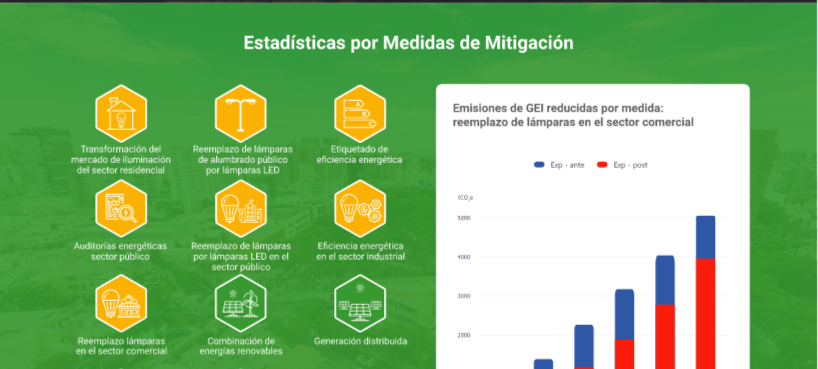 Estadísticas por Medidas de Mitigación
Transformación del
mercado de iluminación
del sector residencial
Reemplazo de lámparas
de alumbrado público
por lámparas LED
Etiquetado de
eficiencia energética
Auditorías energéticas
sector público
Reemplazo de lámparas
por lámparas LED en el
sector público
Eficiencia energética
en el sector industrial
Reemplazo lámparas
en el sector comercial
Combinación de
energías renovables
Generación distribuida
Emisiones de GEI reducidas por medida:
reemplazo de lámparas en el sector comercial
Exp - ante
Exp - post
tCO₂e
5000
4000
3000
2000